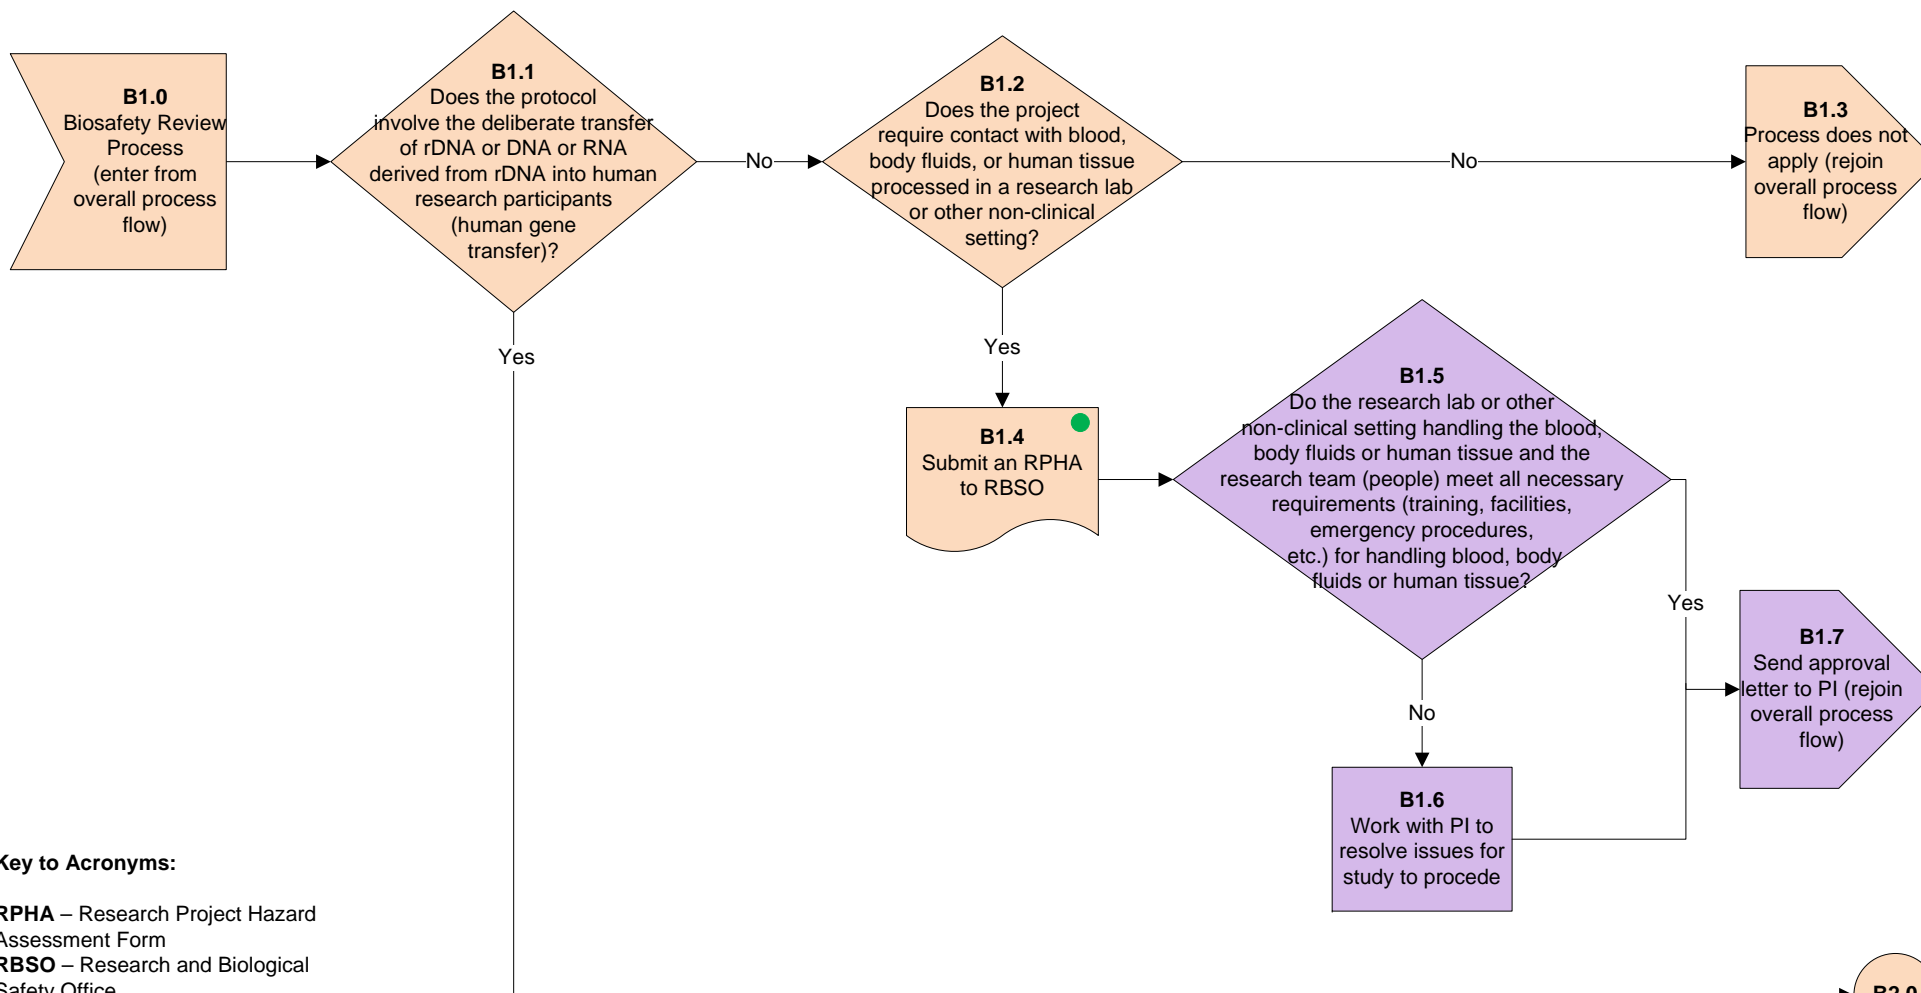 B1.0
Biosafety Review
Process
(enter from
overall process
flow)
B1.1
Does the protocol
involve the deliberate transfer
of rDNA or DNA or RNA
derived from rDNA into human
research participants
(human gene
transfer)?
No
B1.2
Does the project
require contact with blood,
body fluids, or human tissue
processed in a research lab
or other non-clinical
setting?
No
B1.3
Process does not
apply (rejoin
overall process
flow)
Yes
Yes
B1.4
Submit an RPHA
to RBSO
B1.5
Do the research lab or other
non-clinical setting handling the blood,
body fluids or human tissue and the
research team (people) meet all necessary
requirements (training, facilities,
emergency procedures,
etc.) for handling blood, body
fluids or human tissue?
Yes
No
B1.7
Send approval
letter to PI (rejoin
overall process
flow)
B1.6
Work with PI to
resolve issues for
study to procede
Key to Acronyms:
RPHA – Research Project Hazard
Assessment Form
RBSO – Research and Biological
Safety Office
B2.0